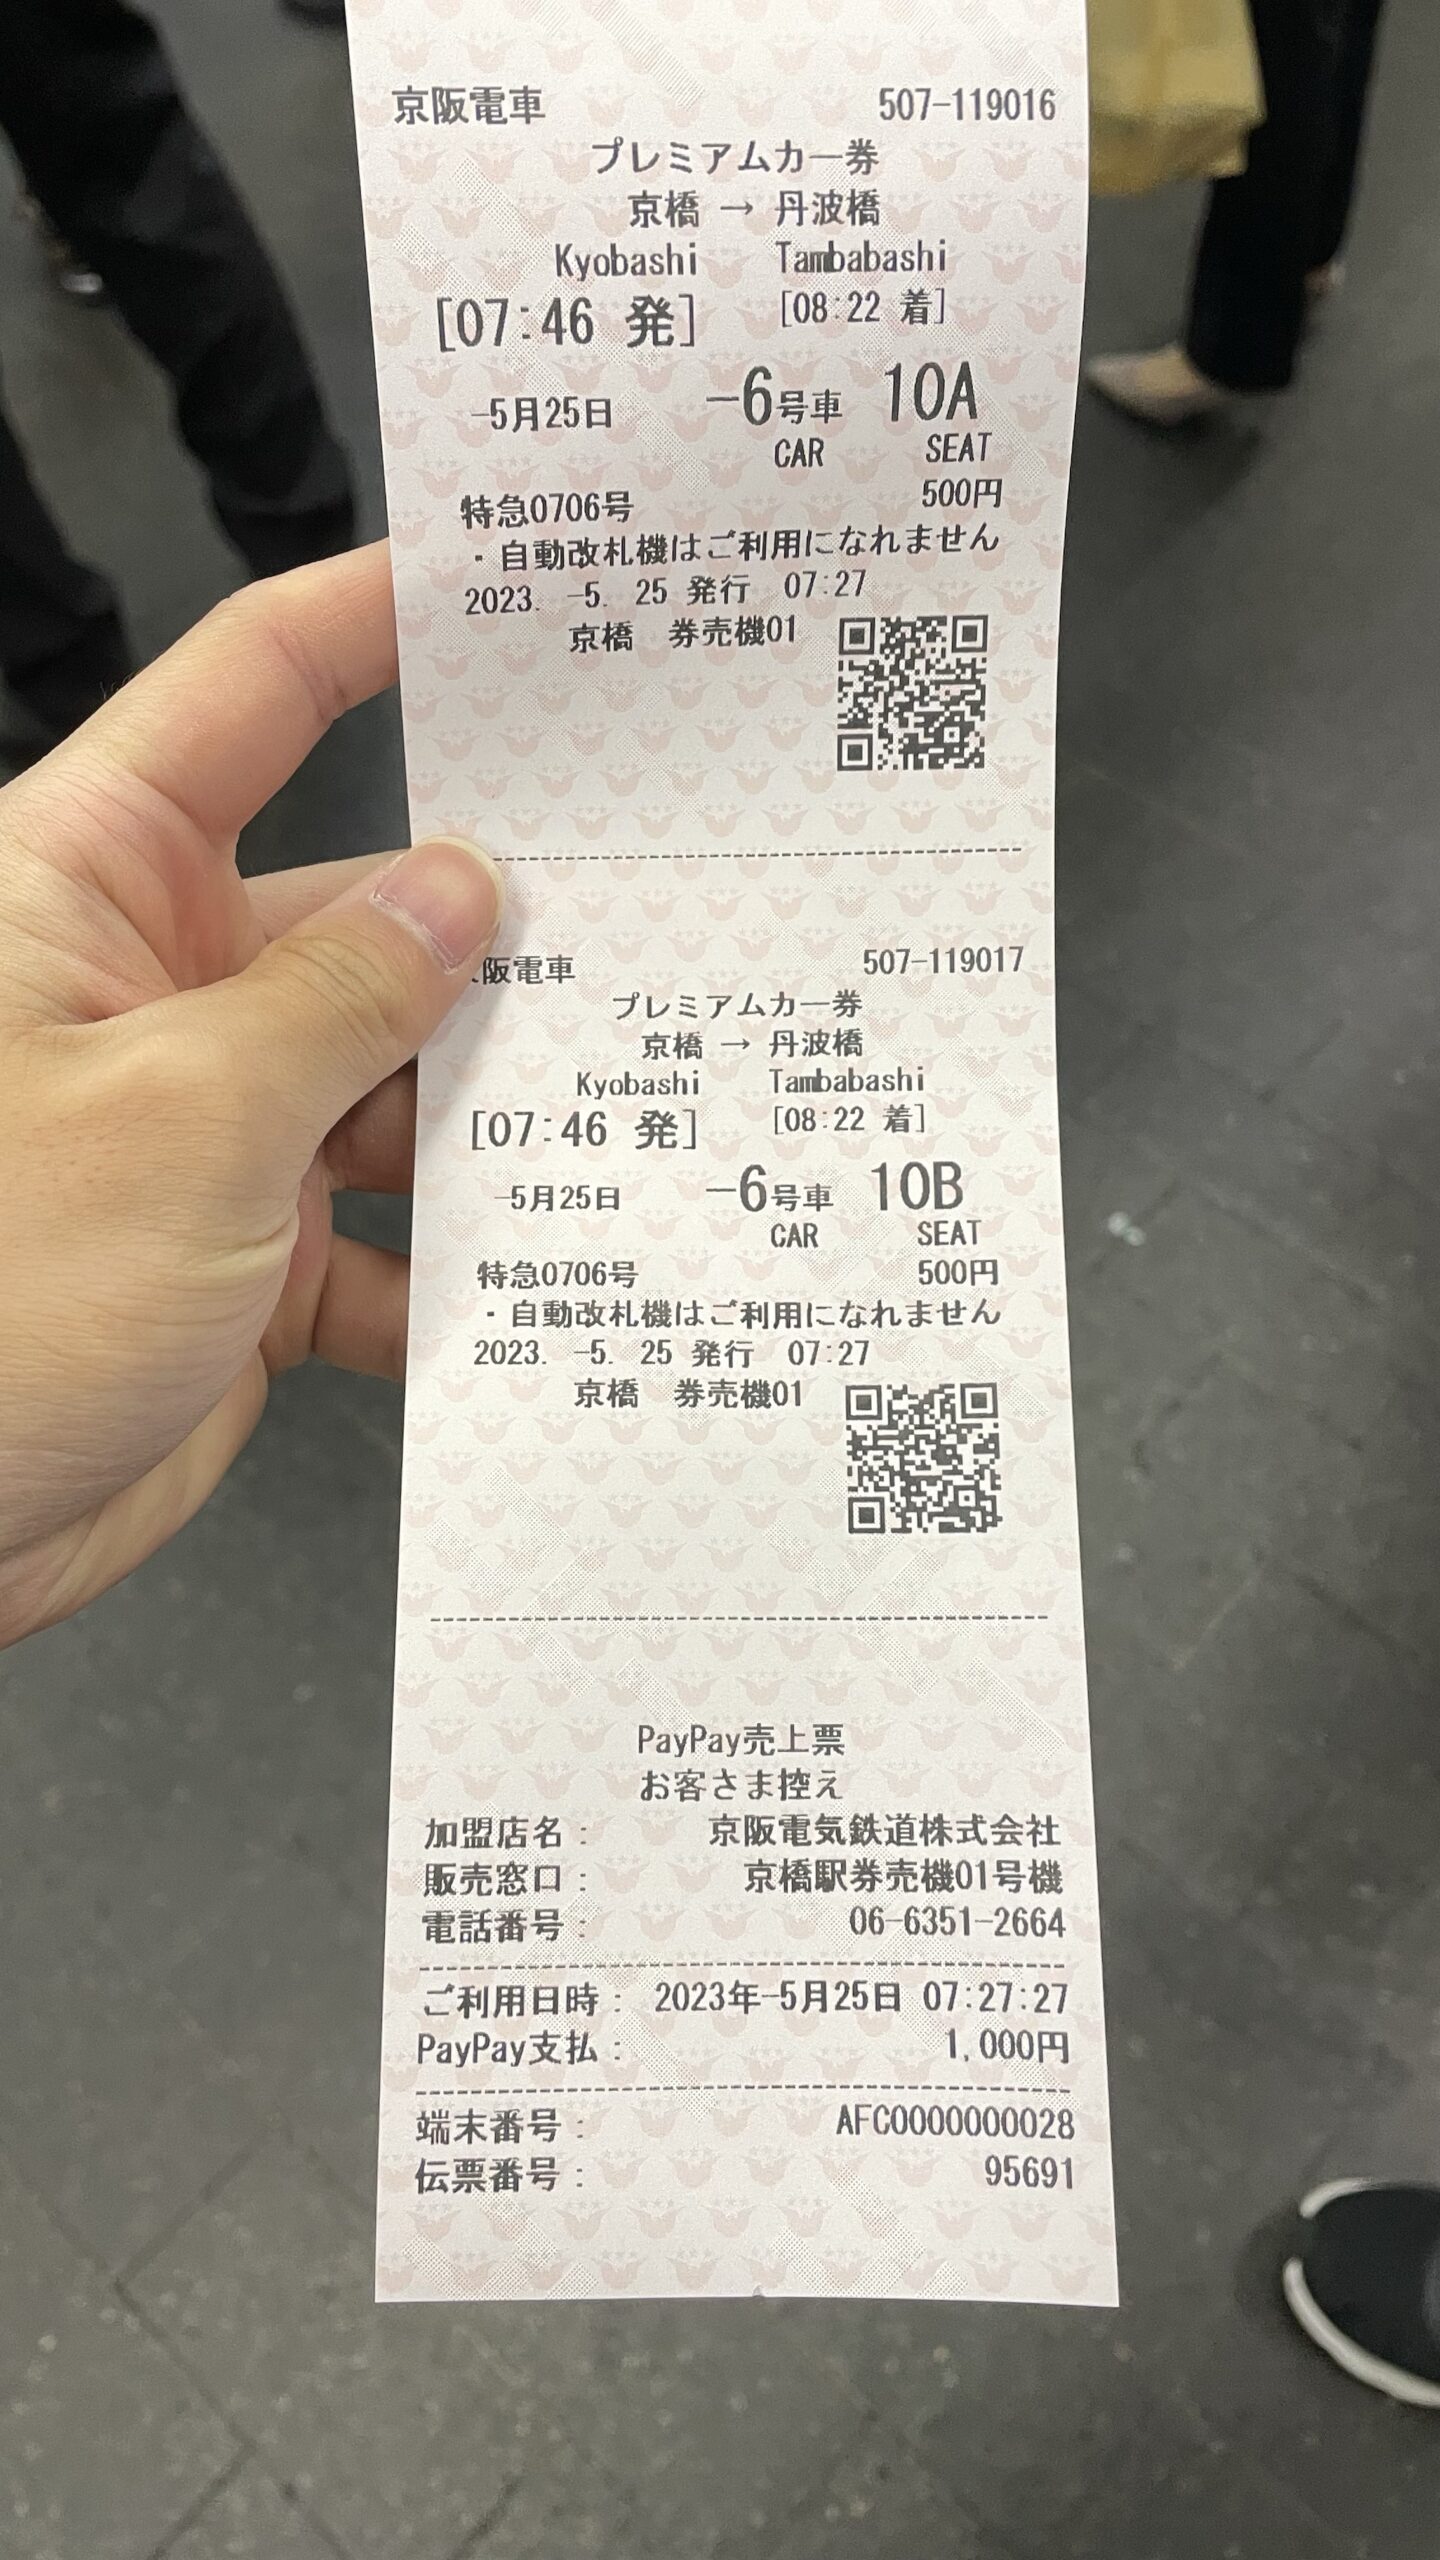 京阪電車 507-119016
プレミアムカー券
京橋 → 丹波橋
Kyobashi Tambabashi
[07:46 発] [08:22 着]
-5月25日 -6号車 10A
CAR SEAT
特急0706号 500円
・自動改札機はご利用になれません
2023. -5. 25 発行 07:27
京橋 券売機01
阪電車 507-119017
プレミアムカー券
京橋 → 丹波橋
Kyobashi Tambabashi
[07:46 発] [08:22 着]
-5月25日 -6号車 10B
CAR SEAT
特急0706号 500円
・自動改札機はご利用になれません
2023. -5. 25 発行 07:27
京橋 券売機01
PayPay売上票
お客さま控え
加盟店名: 京阪電気鉄道株式会社
販売窓口: 京橋駅券売機01号機
電話番号: 06-6351-2664
ご利用日時: 2023年-5月25日 07:27:27
PayPay支払: 1,000円
端末番号: AFC0000000028
伝票番号: 95691